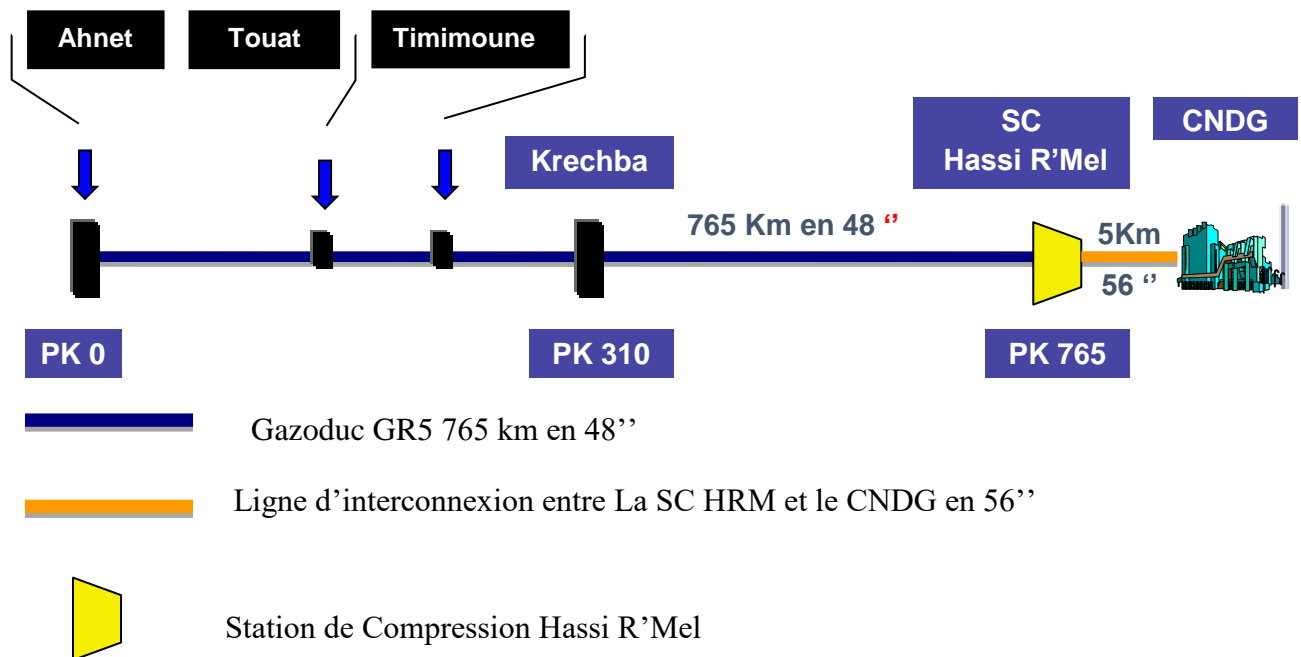 Ahnet
Touat
Timimoune
Krechba
SC
Hassi R’Mel
CNDG
765 Km en 48 ‘’
5Km
56 ‘’
PK 0
PK 310
PK 765
Gazoduc GR5 765 km en 48’’
Ligne d’interconnexion entre La SC HRM et le CNDG en 56’’
Station de Compression Hassi R’Mel